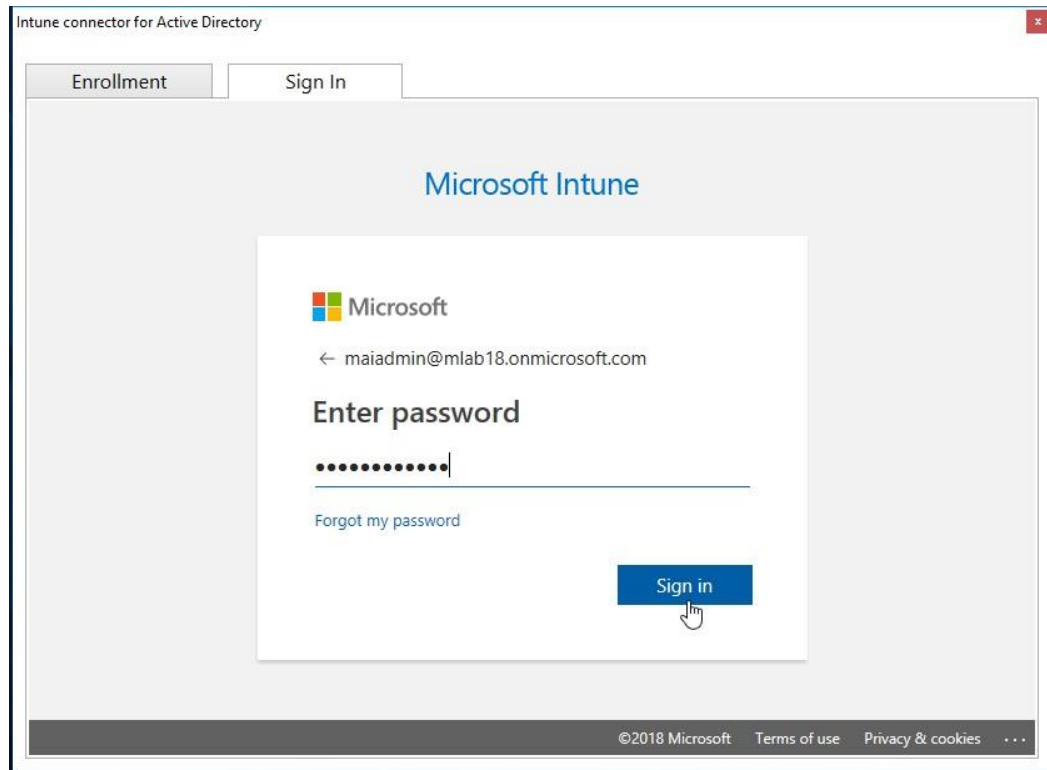 Intune connector for Active Directory
x
Enrollment Sign In
Microsoft Intune
Microsoft
← maiadmin@mlab18.onmicrosoft.com
Enter password
••••••••••••
Forgot my password
Sign in
©2018 Microsoft Terms of use Privacy & cookies ...